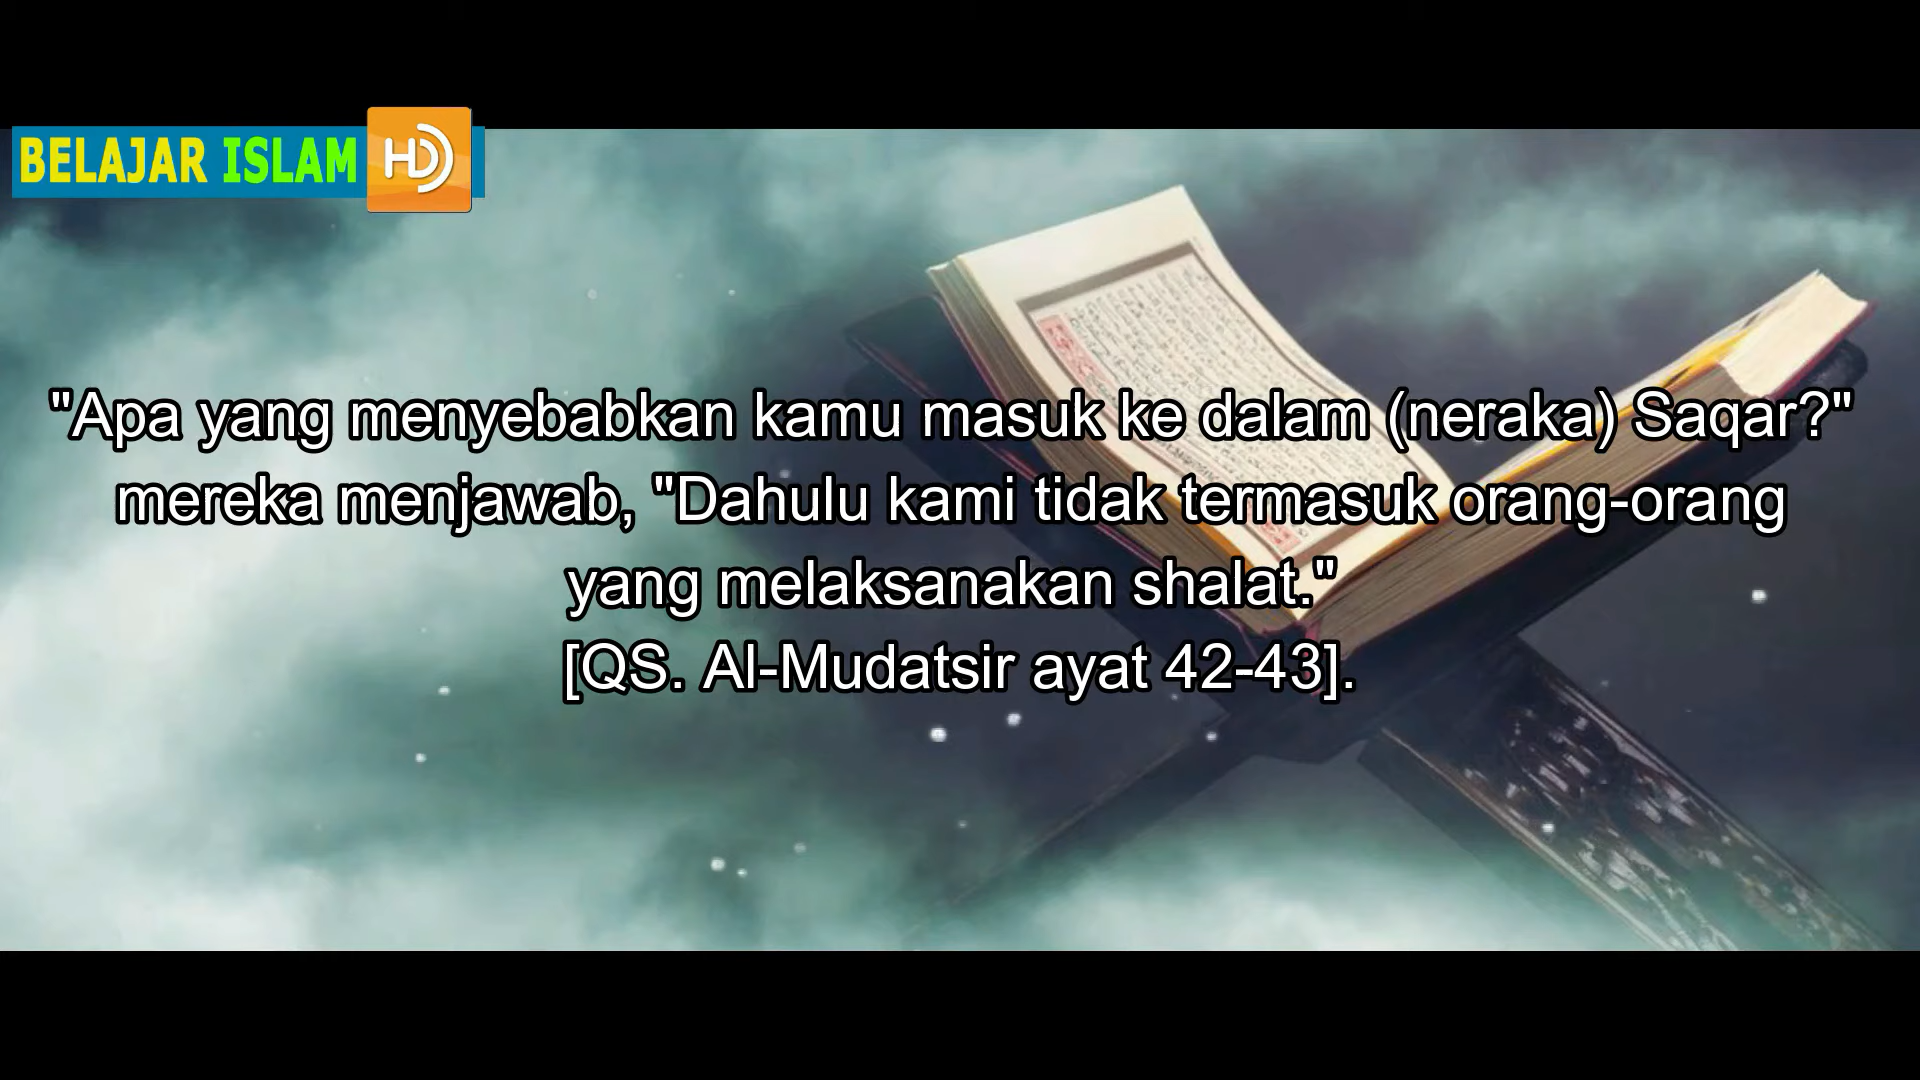 BELAJAR ISLAM HD
"Apa yang menyebabkan kamu masuk ke dalam (neraka) Saqar?"
mereka menjawab, "Dahulu kami tidak termasuk orang-orang
yang melaksanakan shalat."
[QS. Al-Mudatsir ayat 42-43].